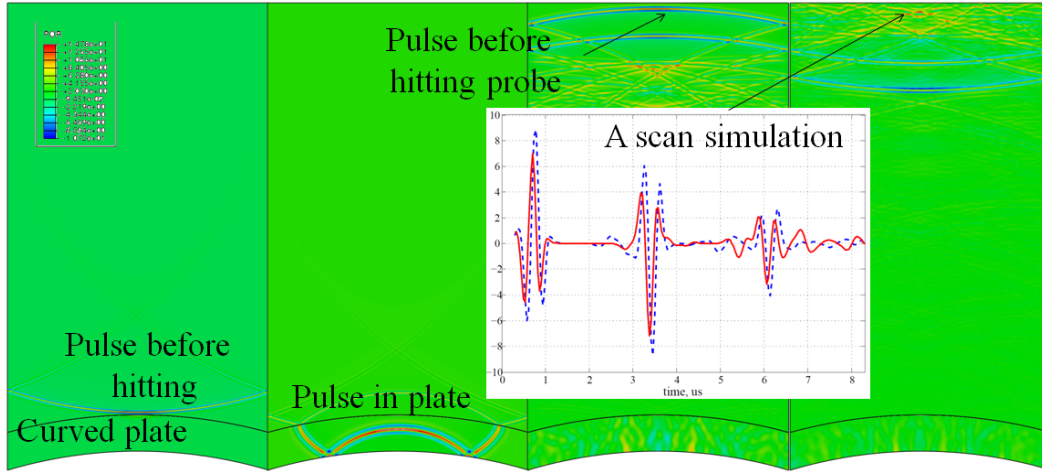 Pulse before
hitting probe
A scan simulation
10
8
6
4
2
0
−2
−4
−6
−8
−10
0 1 2 3 4 5 6 7 8
time, us
Pulse before
hitting
Curved plate
Pulse in plate